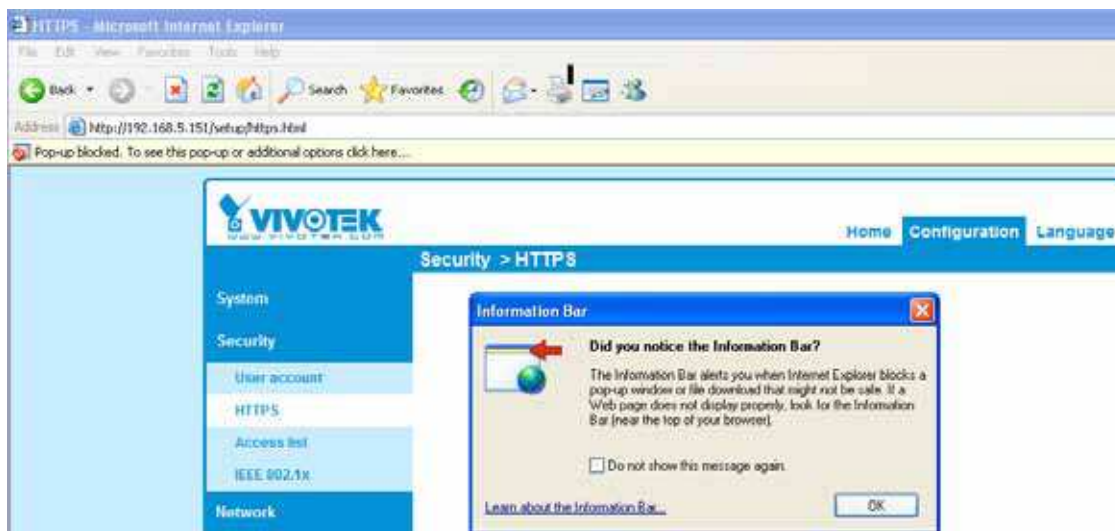 HTTPS - Microsoft Internet Explorer
File Edit View Favorites Tools Help
Back Search Favorites
Address http://192.168.5.151/setup/https.html
Pop-up blocked. To see this pop-up or additional options click here....
VIVOTEK
WWW.VIVOTEK.COM
Home Configuration Language
Security > HTTPS
System
Security
User account
HTTPS
Access list
IEEE 802.1x
Network
Information Bar
Did you notice the Information Bar?
The Information Bar alerts you when Internet Explorer blocks a
pop-up window or file download that might not be safe. If a
Web page does not display properly, look for the Information
Bar (near the top of your browser).
Do not show this message again.
Learn about the Information Bar...
OK